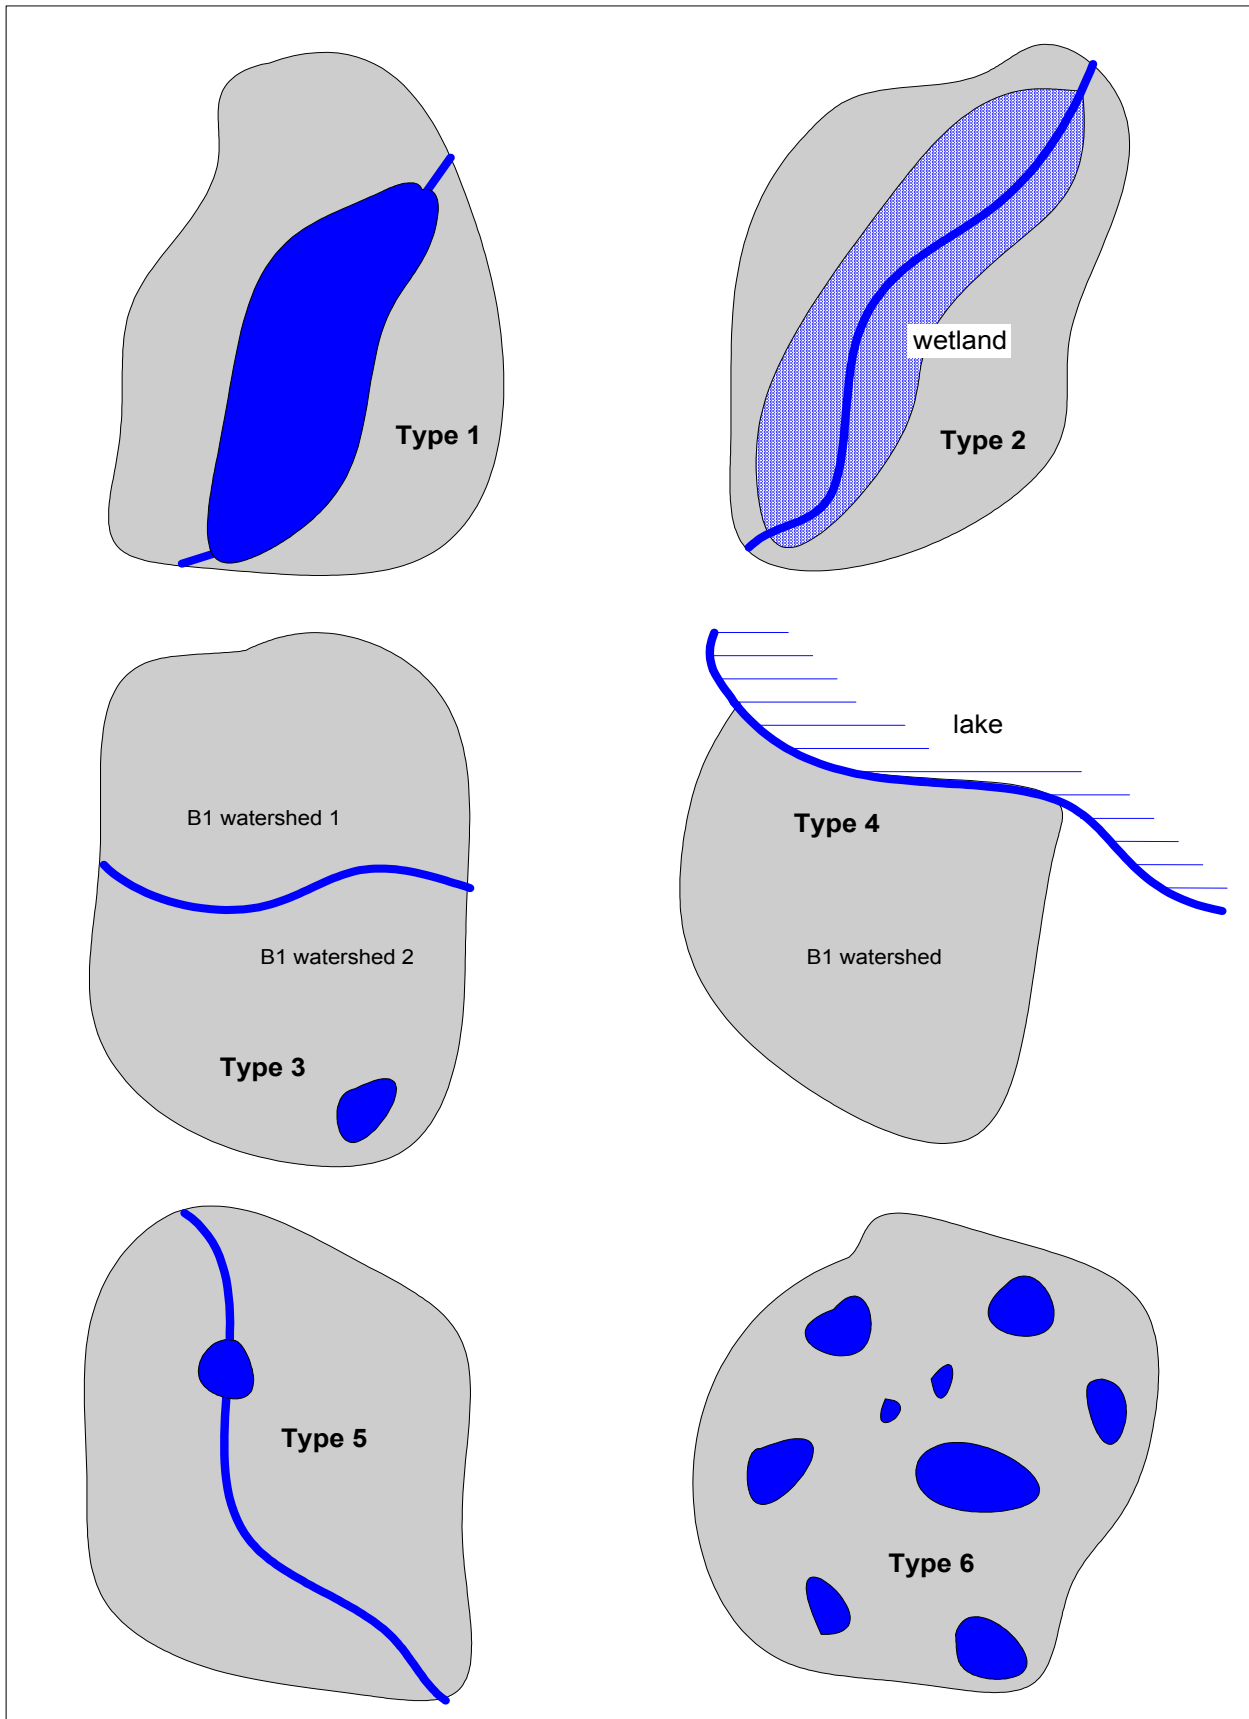 Type 1
wetland
Type 2
B1 watershed 1
B1 watershed 2
Type 3
lake
Type 4
B1 watershed
Type 5
Type 6